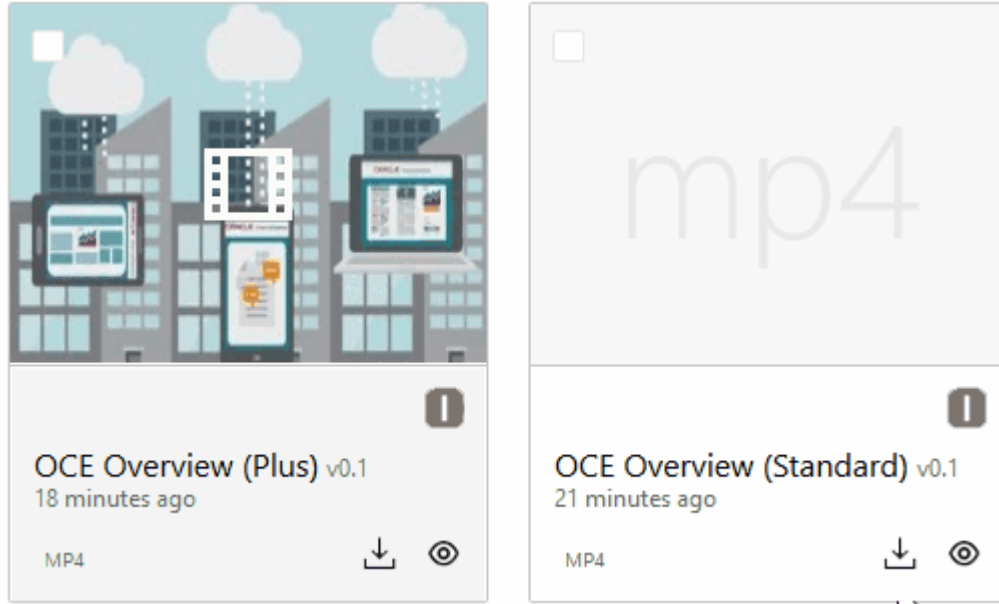 ORACLE
mp4
OCE Overview (Plus) v0.1
18 minutes ago
MP4
OCE Overview (Standard) v0.1
21 minutes ago
MP4